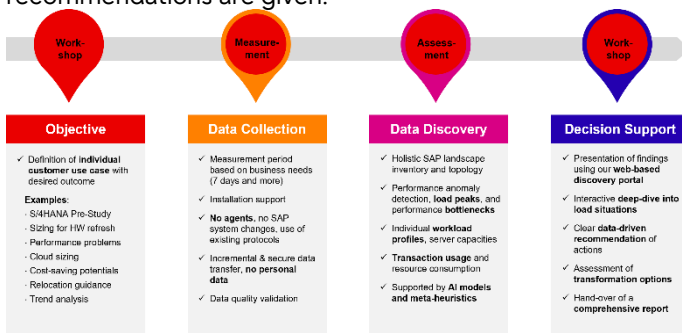 recommendations are given.
Work-
shop
Measure-
ment
Assess-
ment
Work-
shop
Objective
✓ Definition of individual
customer use case with
desired outcome
Examples:
· S/4HANA Pre-Study
· Sizing for HW refresh
· Performance problems
· Cloud sizing
· Cost-saving potentials
· Relocation guidance
· Trend analysis
Data Collection
✓ Measurement period
based on business needs
(7 days and more)
✓ Installation support
✓ No agents, no SAP
system changes, use of
existing protocols
✓ Incremental & secure data
transfer, no personal
data
✓ Data quality validation
Data Discovery
✓ Holistic SAP landscape
inventory and topology
✓ Performance anomaly
detection, load peaks, and
performance bottlenecks
✓ Individual workload
profiles, server capacities
✓ Transaction usage and
resource consumption
✓ Supported by AI models
and meta-heuristics
Decision Support
✓ Presentation of findings
using our web-based
discovery portal
✓ Interactive deep-dive into
load situations
✓ Clear data-driven
recommendation of
actions
✓ Assessment of
transformation options
✓ Hand-over of a
comprehensive report